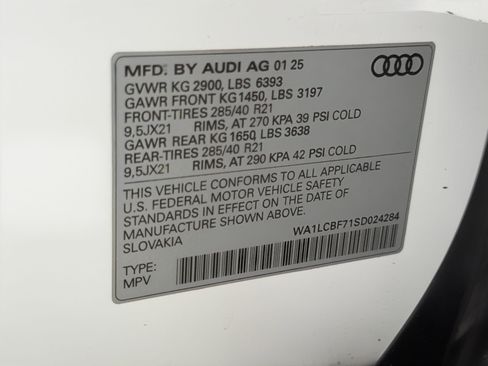 MFD. BY AUDI AG 01 25
GVWR KG 2900, LBS 6393
GAWR FRONT KG1450, LBS 3197
FRONT-TIRES 285/40 R21
9,5JX21 RIMS, AT 270 KPA 39 PSI COLD
GAWR REAR KG 1650 LBS 3638
REAR-TIRES 285/40 R21
9,5JX21 RIMS, AT 290 KPA 42 PSI COLD
THIS VEHICLE CONFORMS TO ALL APPLICABLE
U.S. FEDERAL MOTOR VEHICLE SAFETY
STANDARDS IN EFFECT ON THE DATE OF
MANUFACTURE SHOWN ABOVE.
SLOVAKIA
WA1LCBF71SD024284
TYPE:
MPV